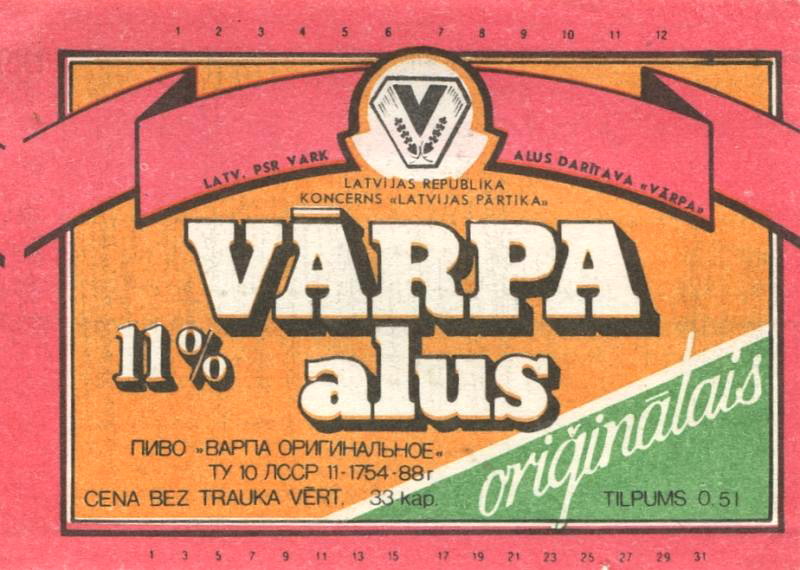 1 2 3 4 5 6 7 8 9 10 11 12
V
LATV. PSR VARK ALUS DARĪTAVA «VĀRPA»
LATVIJAS REPUBLIKA
KONCERNS «LATVIJAS PĀRTIKA»
VĀRPA
11% alus
oriģinālais
ПИВО »ВАРПА ОРИГИНАЛЬНОЕ«
ТУ 10 ЛССР 11-1754-88г
CENA BEZ TRAUKA VĒRT. 33 kap. TILPUMS 0.5l
1 3 5 7 9 11 13 15 17 19 21 23 25 27 29 31